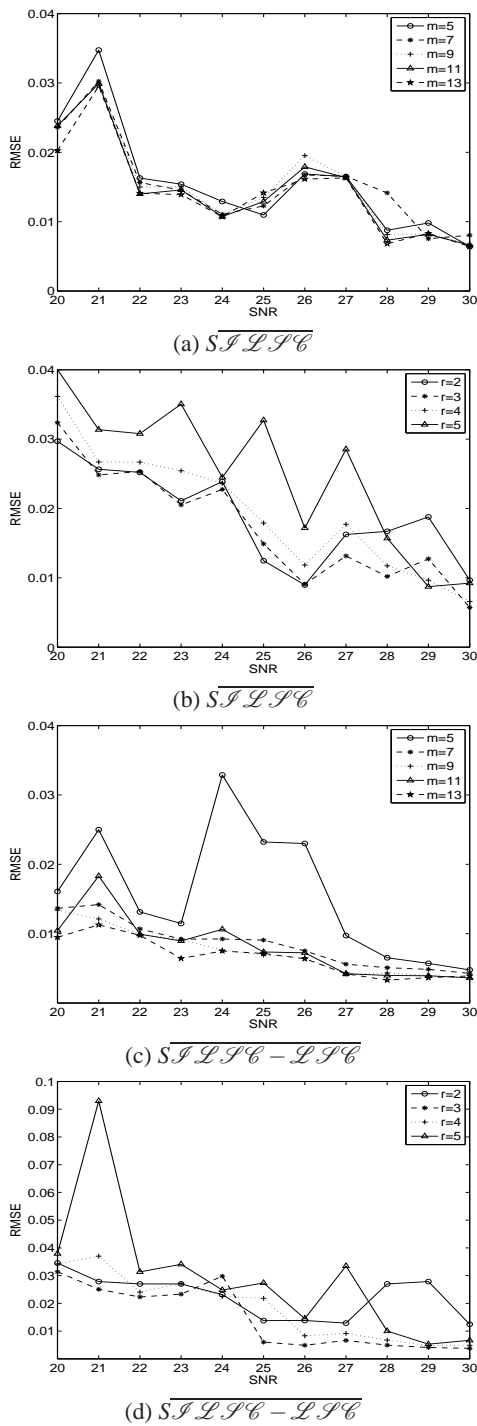 0.04
0.03
0.02
0.01
0
RMSE
20 21 22 23 24 25 26 27 28 29 30
SNR
m=5
m=7
m=9
m=11
m=13
(a) Sℐℒ𝒮𝒞
0.04
0.03
0.02
0.01
0
RMSE
20 21 22 23 24 25 26 27 28 29 30
SNR
r=2
r=3
r=4
r=5
(b) Sℐℒ𝒮𝒞
0.04
0.03
0.02
0.011
RMSE
20 21 22 23 24 25 26 27 28 29 30
SNR
m=5
m=7
m=9
m=11
m=13
(c) Sℐℒ𝒮𝒞 − ℒ𝒮𝒞
0.1
0.09
0.08
0.07
0.06
0.05
0.04
0.03
0.02
0.01
RMSE
20 21 22 23 24 25 26 27 28 29 30
SNR
r=2
r=3
r=4
r=5
(d) Sℐℒ𝒮𝒞 − ℒ𝒮𝒞